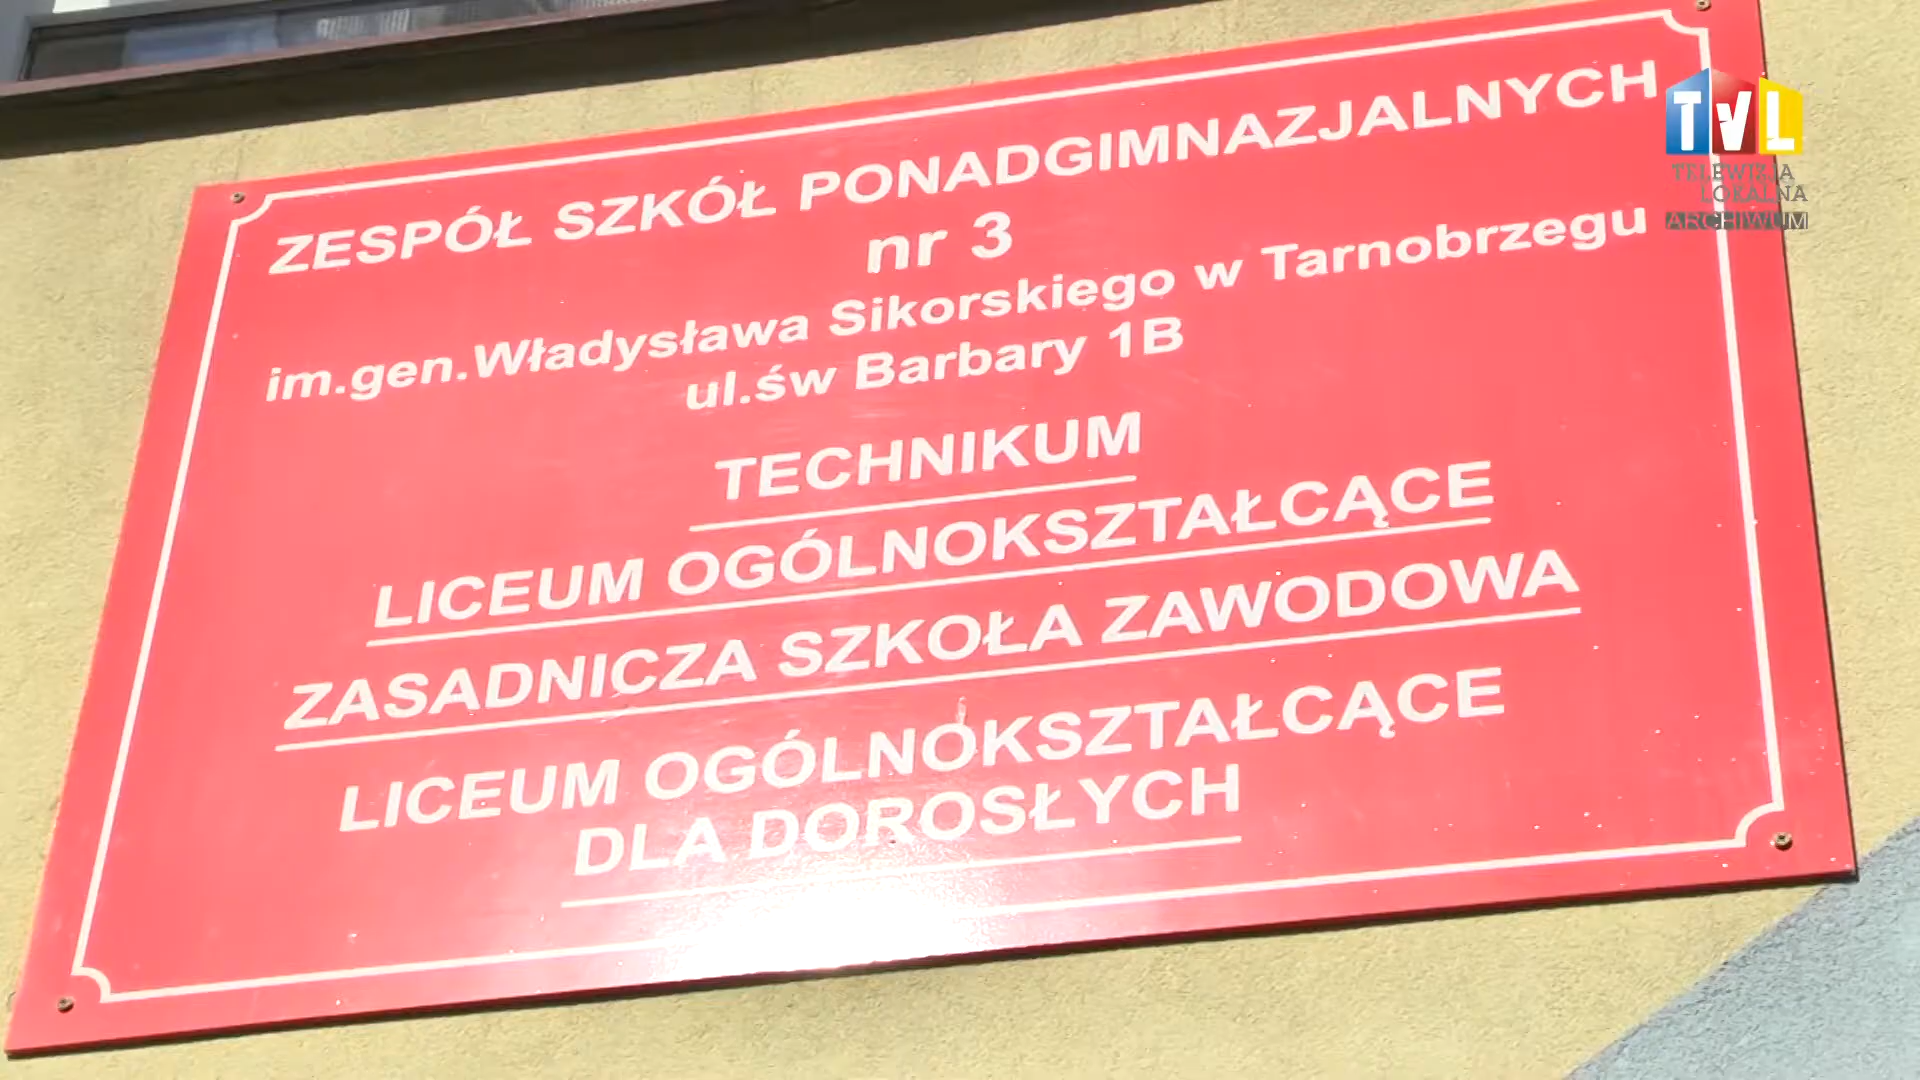 ZESPÓŁ SZKÓŁ PONADGIMNAZJALNYCH
nr 3
im.gen.Władysława Sikorskiego w Tarnobrzegu
ul.św Barbary 1B
TECHNIKUM
LICEUM OGÓLNOKSZTAŁCĄCE
ZASADNICZA SZKOŁA ZAWODOWA
LICEUM OGÓLNOKSZTAŁCĄCE
DLA DOROSŁYCH
TVL
TELEWIZJA
LOKALNA
ARCHIWUM